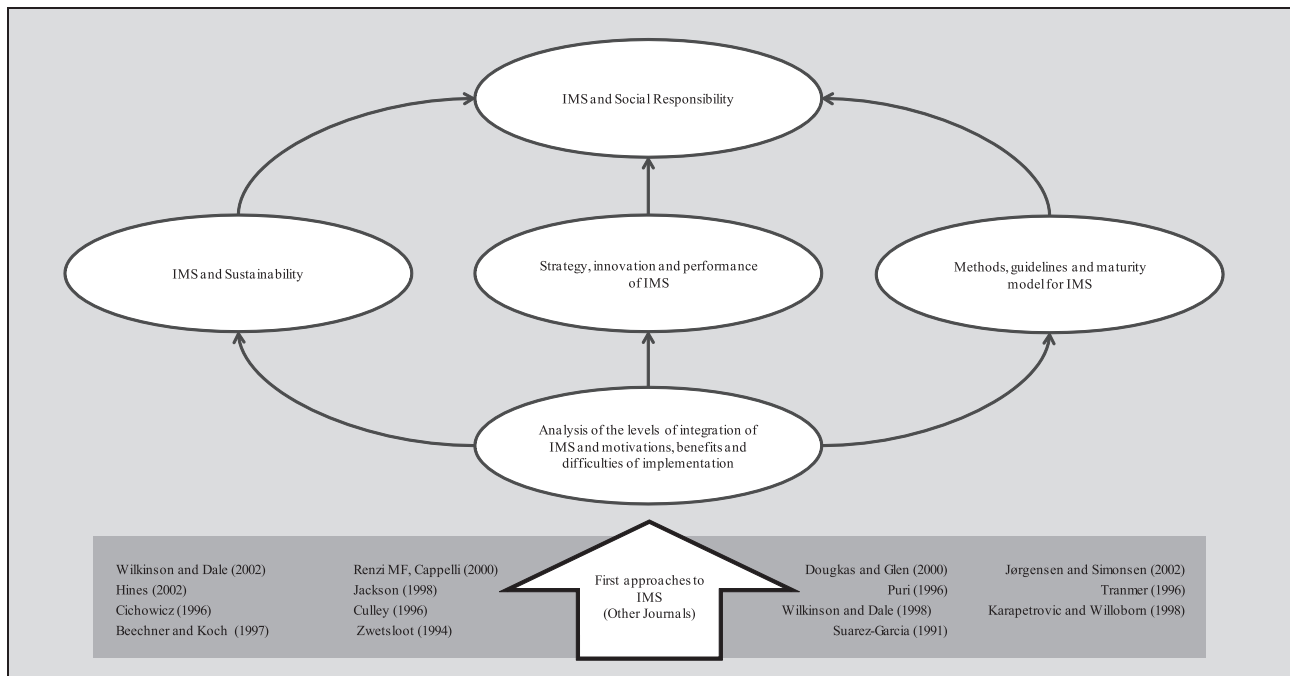 IMS and Social Responsibility
IMS and Sustainability
Strategy, innovation and performance
of IMS
Methods, guidelines and maturity
model for IMS
Analysis of the levels of integration of
IMS and motivations, benefits and
difficulties of implementation
Wilkinson and Dale (2002)
Hines (2002)
Cichowicz (1996)
Beechner and Koch (1997)
Renzi MF, Cappelli (2000)
Jackson (1998)
Culley (1996)
Zwetsloot (1994)
First approaches to
IMS
(Other Journals)
Dougkas and Glen (2000)
Puri (1996)
Wilkinson and Dale (1998)
Suarez-Garcia (1991)
Jørgensen and Simonsen (2002)
Tranmer (1996)
Karapetrovic and Willoborn (1998)